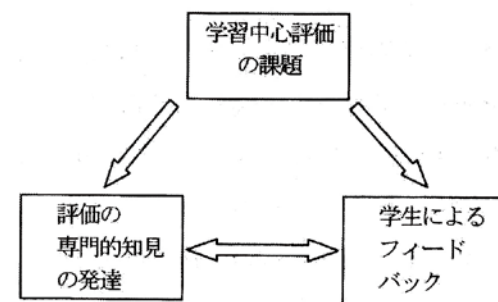 学習中心評価
の課題
評価の
専門的知見
の発達
学生による
フィード
バック